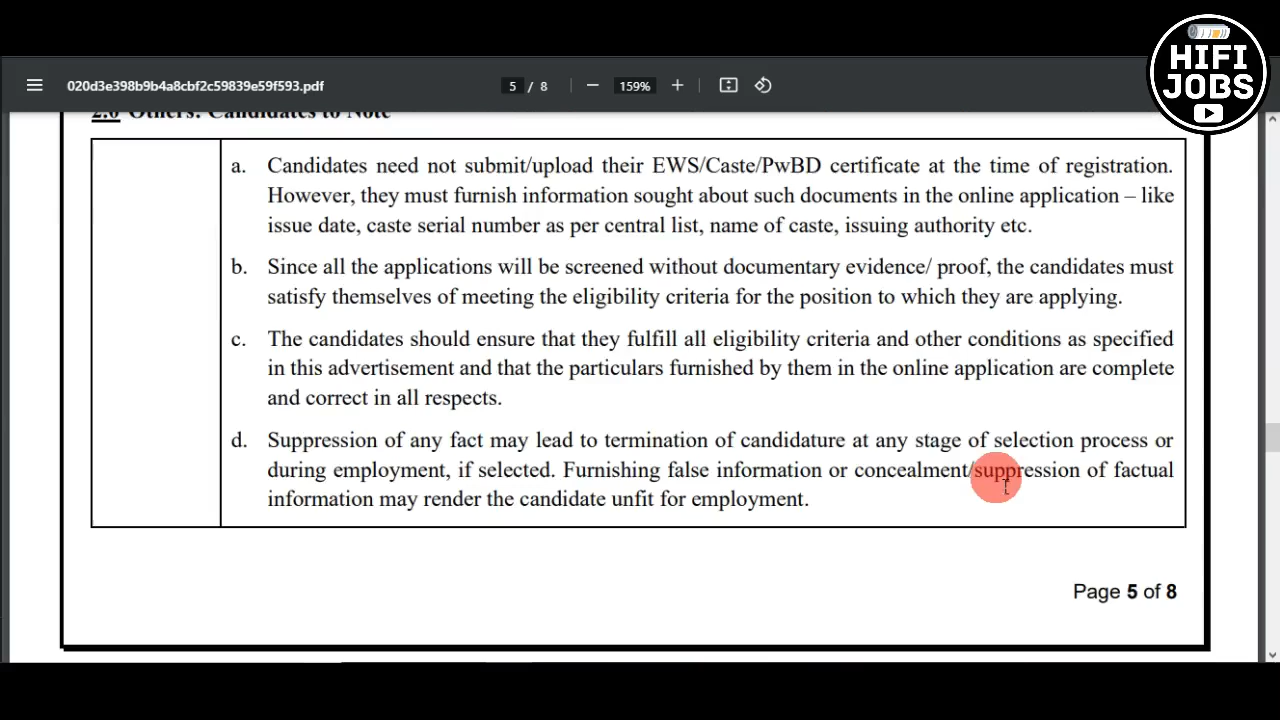 HIFI
JOBS
020d3e398b9b4a8cbf2c59839e59f593.pdf
5 / 8
159%
2.0 Others: Candidates to Note
a. Candidates need not submit/upload their EWS/Caste/PwBD certificate at the time of registration.
However, they must furnish information sought about such documents in the online application – like
issue date, caste serial number as per central list, name of caste, issuing authority etc.
b. Since all the applications will be screened without documentary evidence/ proof, the candidates must
satisfy themselves of meeting the eligibility criteria for the position to which they are applying.
c. The candidates should ensure that they fulfill all eligibility criteria and other conditions as specified
in this advertisement and that the particulars furnished by them in the online application are complete
and correct in all respects.
d. Suppression of any fact may lead to termination of candidature at any stage of selection process or
during employment, if selected. Furnishing false information or concealment/suppression of factual
information may render the candidate unfit for employment.
Page 5 of 8